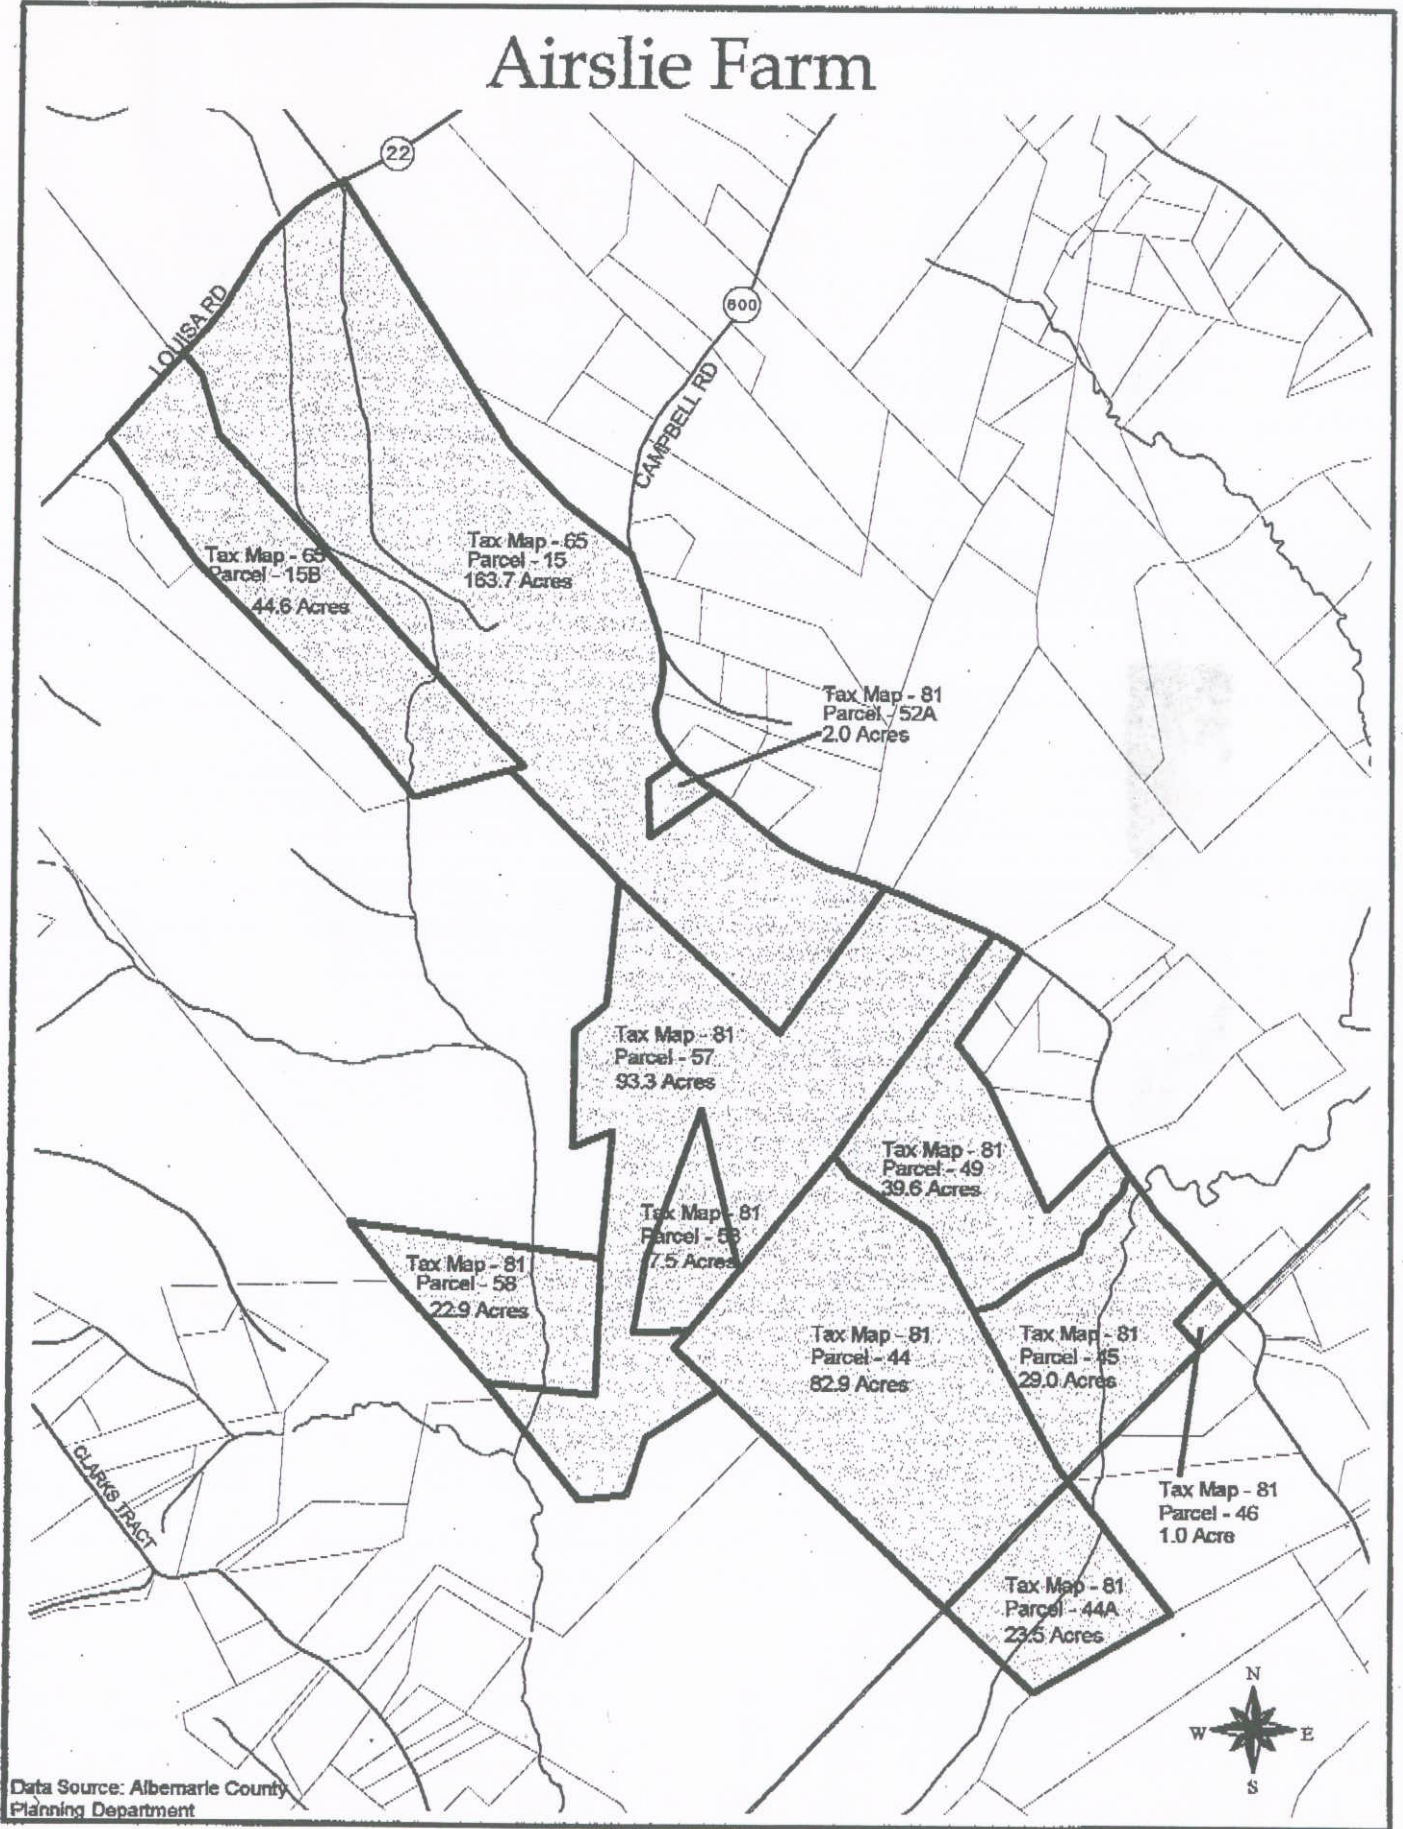 Airslie Farm
22
LOUISA RD
600
CAMPBELL RD
Tax Map - 65
Parcel - 15
163.7 Acres
Tax Map - 65
Parcel - 15B
44.6 Acres
Tax Map - 81
Parcel - 52A
2.0 Acres
Tax Map - 81
Parcel - 57
93.3 Acres
Tax Map - 81
Parcel - 49
39.6 Acres
Tax Map - 81
Parcel - 53
7.5 Acres
Tax Map - 81
Parcel - 58
22.9 Acres
Tax Map - 81
Parcel - 44
82.9 Acres
Tax Map - 81
Parcel - 45
29.0 Acres
Tax Map - 81
Parcel - 46
1.0 Acre
CLARKS TRACT
Tax Map - 81
Parcel - 44A
23.5 Acres
N
W
E
S
Data Source: Albemarle County
Planning Department